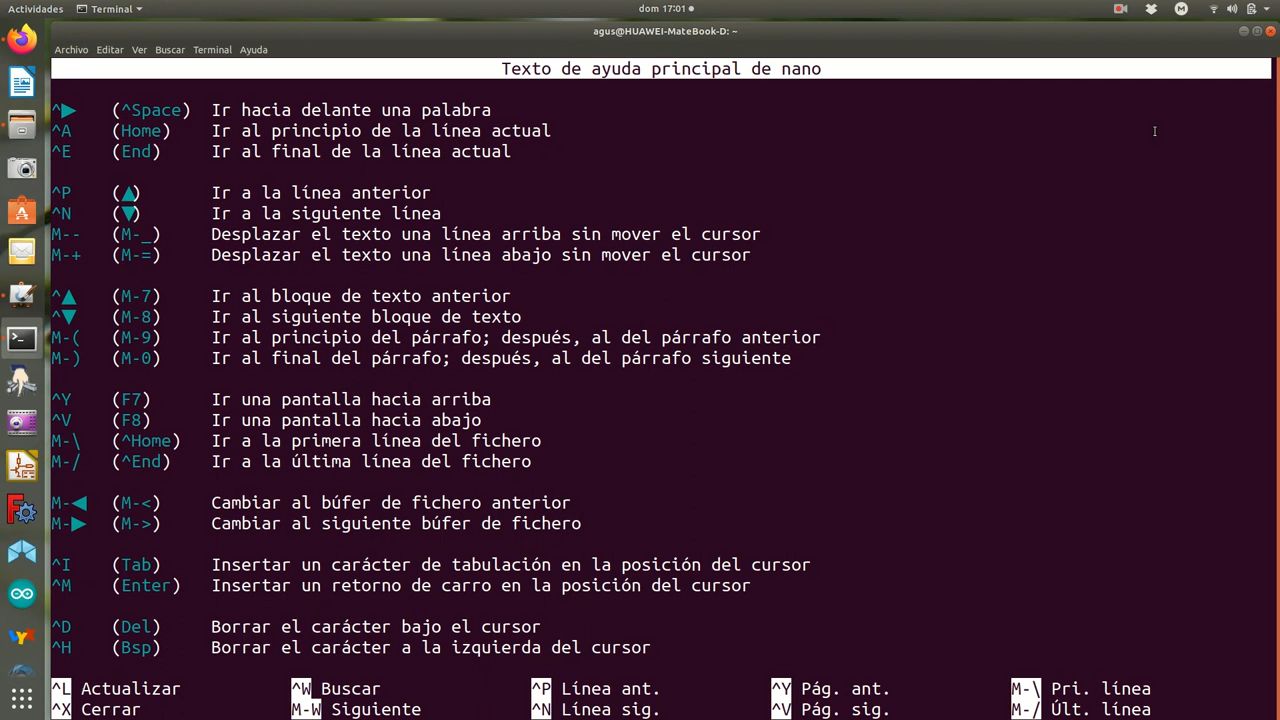 Actividades Terminal dom 17:01
agus@HUAWEI-MateBook-D: ~
Archivo Editar Ver Buscar Terminal Ayuda
Texto de ayuda principal de nano
^▶ (^Space) Ir hacia delante una palabra
^A (Home) Ir al principio de la línea actual
^E (End) Ir al final de la línea actual
^P (▲) Ir a la línea anterior
^N (▼) Ir a la siguiente línea
M-- (M-_) Desplazar el texto una línea arriba sin mover el cursor
M-+ (M-=) Desplazar el texto una línea abajo sin mover el cursor
^▲ (M-7) Ir al bloque de texto anterior
^▼ (M-8) Ir al siguiente bloque de texto
M-( (M-9) Ir al principio del párrafo; después, al del párrafo anterior
M-) (M-0) Ir al final del párrafo; después, al del párrafo siguiente
^Y (F7) Ir una pantalla hacia arriba
^V (F8) Ir una pantalla hacia abajo
M-\ (^Home) Ir a la primera línea del fichero
M-/ (^End) Ir a la última línea del fichero
M-◀ (M-<) Cambiar al búfer de fichero anterior
M-▶ (M->) Cambiar al siguiente búfer de fichero
^I (Tab) Insertar un carácter de tabulación en la posición del cursor
^M (Enter) Insertar un retorno de carro en la posición del cursor
^D (Del) Borrar el carácter bajo el cursor
^H (Bsp) Borrar el carácter a la izquierda del cursor
^L Actualizar ^W Buscar ^P Línea ant. ^Y Pág. ant. M-\ Pri. línea
^X Cerrar M-W Siguiente ^N Línea sig. ^V Pág. sig. M-/ Últ. línea